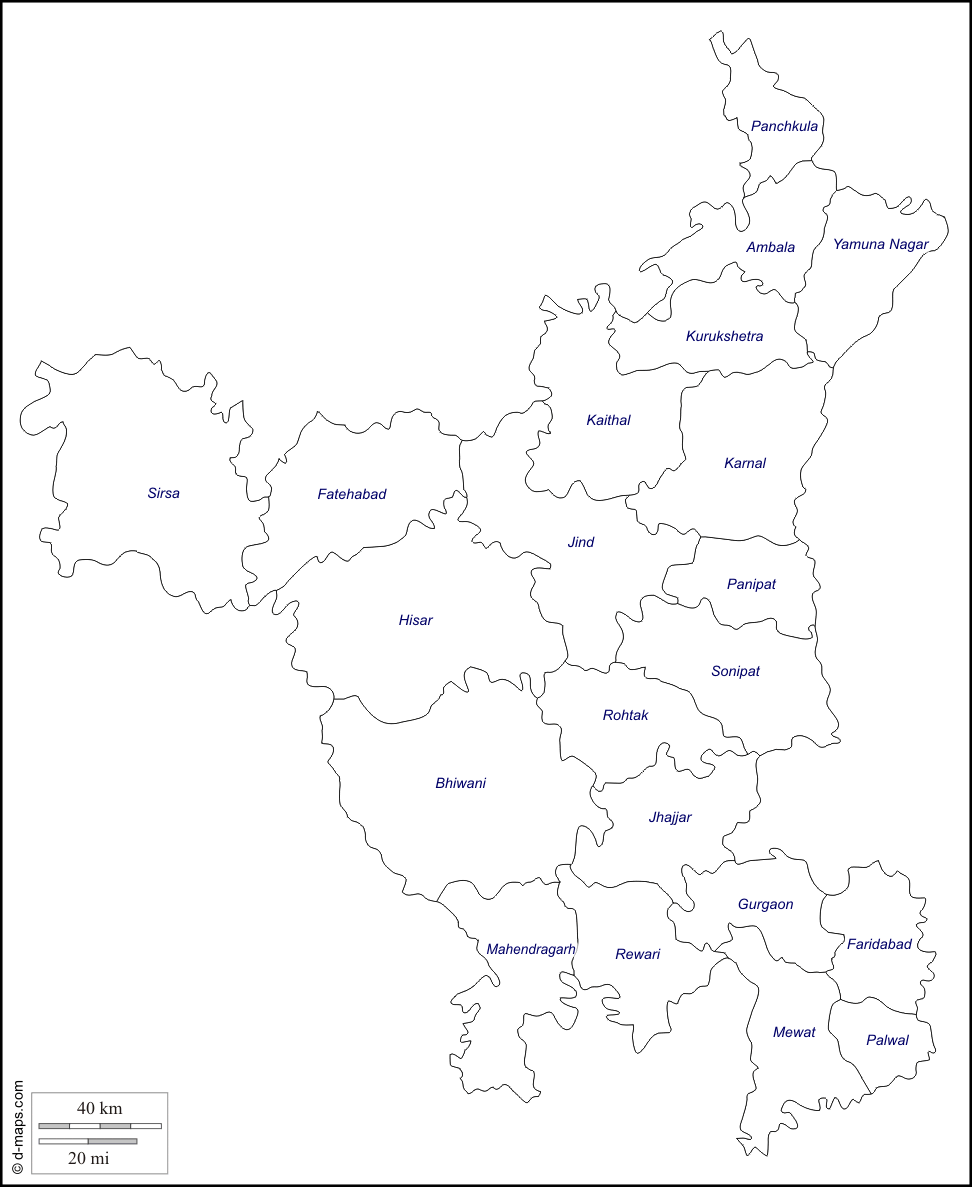 Panchkula
Ambala
Yamuna Nagar
Kurukshetra
Kaithal
Karnal
Sirsa
Fatehabad
Jind
Panipat
Hisar
Sonipat
Rohtak
Bhiwani
Jhajjar
Gurgaon
Faridabad
Mahendragarh
Rewari
Mewat
Palwal
40 km
20 mi
© d-maps.com